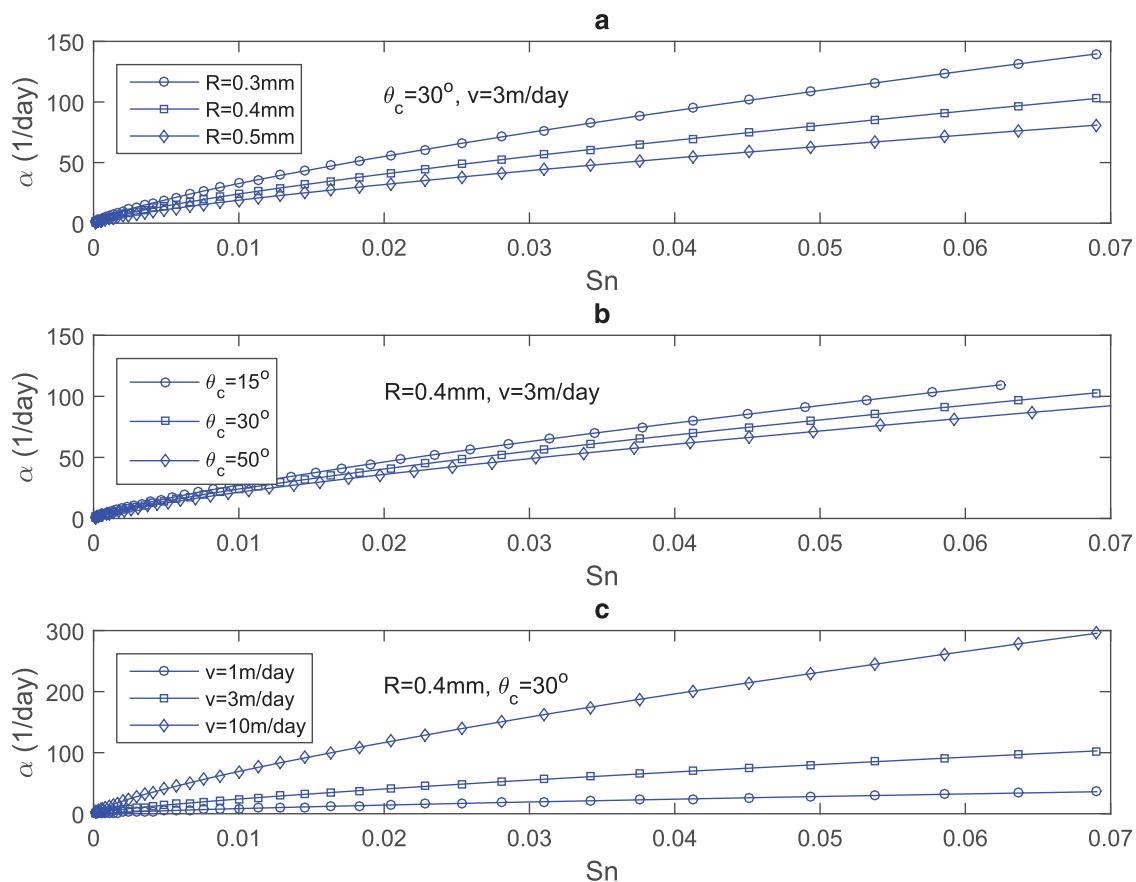 a
150
100
50
0
α (1/day)
R=0.3mm
R=0.4mm
R=0.5mm
θc=30o, v=3m/day
0 0.01 0.02 0.03 0.04 0.05 0.06 0.07
Sn
b
150
100
50
0
α (1/day)
θc=15o
θc=30o
θc=50o
R=0.4mm, v=3m/day
0 0.01 0.02 0.03 0.04 0.05 0.06 0.07
Sn
c
300
200
100
0
α (1/day)
v=1m/day
v=3m/day
v=10m/day
R=0.4mm, θc=30o
0 0.01 0.02 0.03 0.04 0.05 0.06 0.07
Sn